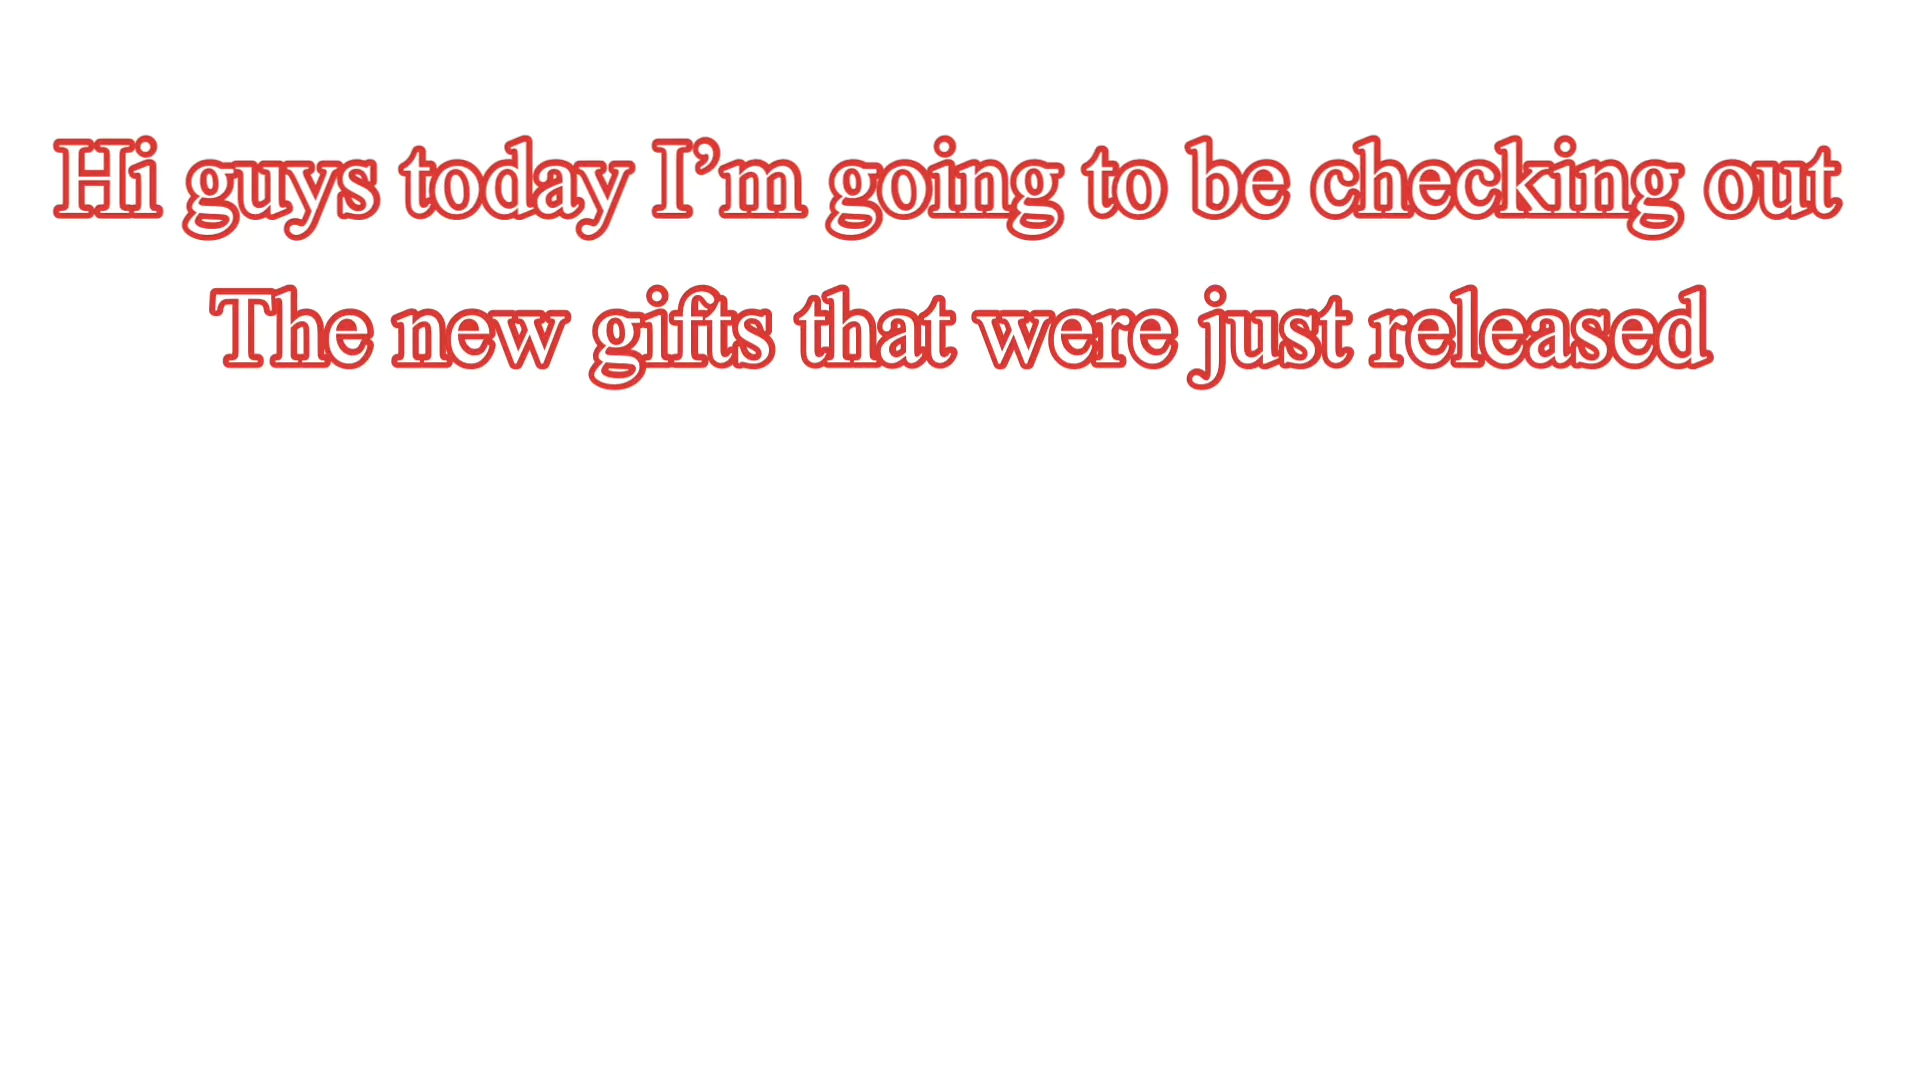 Hi guys today I’m going to be checking out
The new gifts that were just released